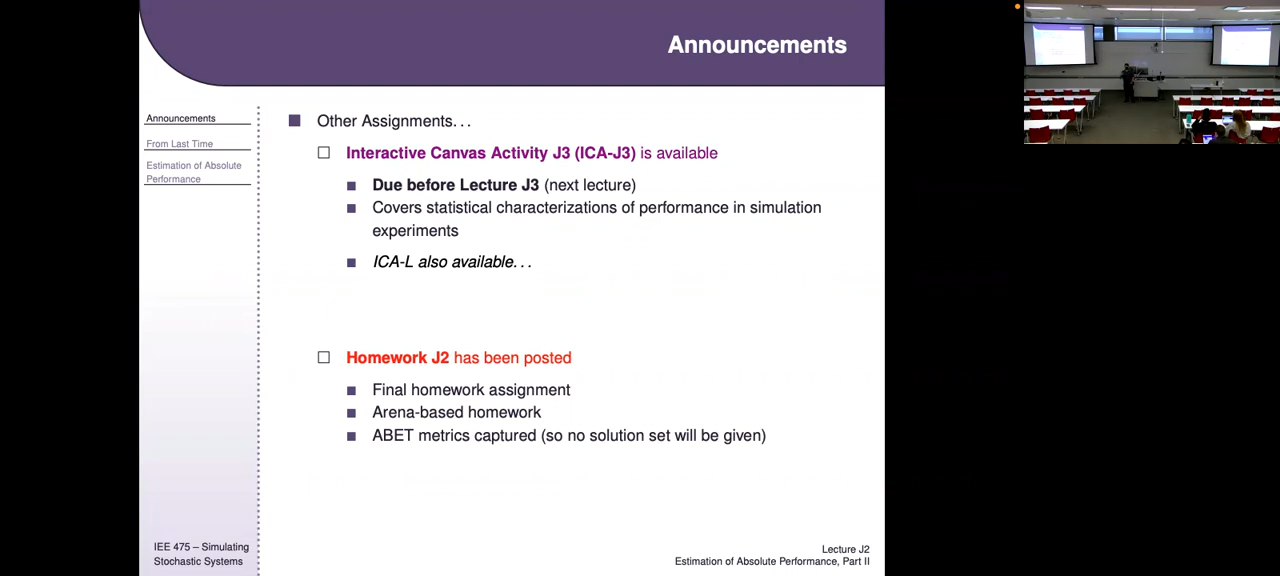 Announcements
Announcements
From Last Time
Estimation of Absolute
Performance
Other Assignments...
Interactive Canvas Activity J3 (ICA-J3) is available
Due before Lecture J3 (next lecture)
Covers statistical characterizations of performance in simulation
experiments
ICA-L also available...
Homework J2 has been posted
Final homework assignment
Arena-based homework
ABET metrics captured (so no solution set will be given)
IEE 475 – Simulating
Stochastic Systems
Lecture J2
Estimation of Absolute Performance, Part II